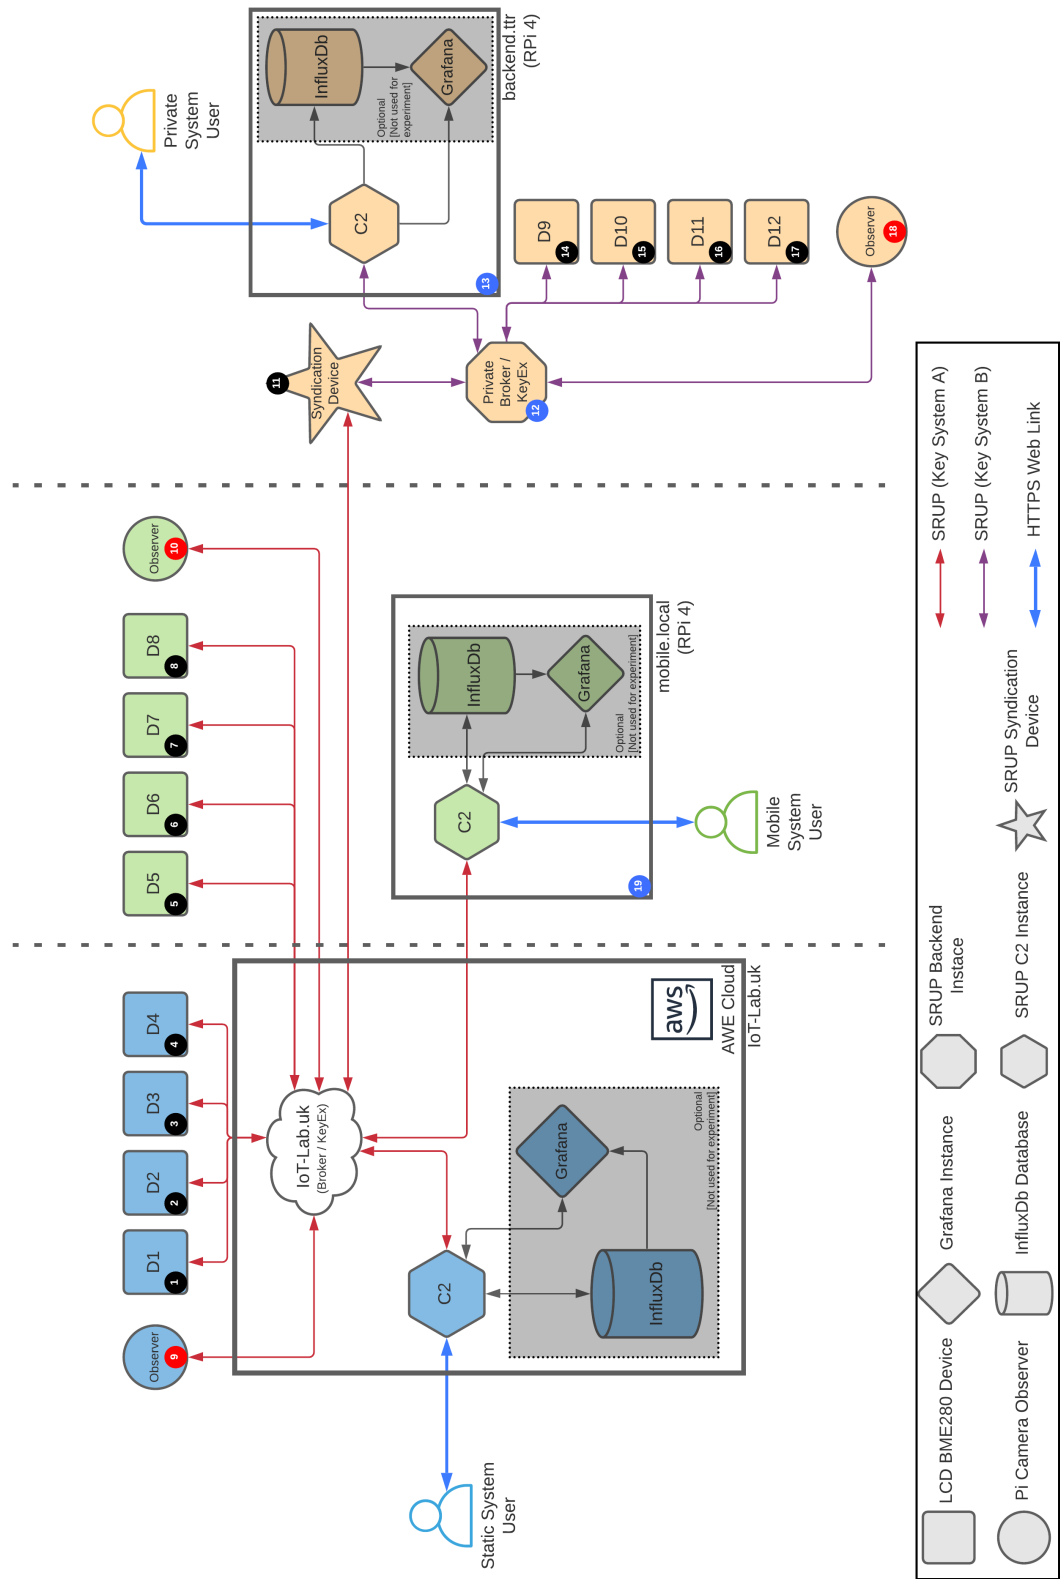 D1
1
D2
2
D3
3
D4
4
Observer
9
IoT-Lab.uk
(Broker / KeyEx)
C2
Grafana
InfluxDb
Optional
[Not used for experiment]
aws
AWE Cloud
IoT-Lab.uk
Static System
User
D5
5
D6
6
D7
7
D8
8
Observer
10
C2
InfluxDb
Grafana
Optional
[Not used for experiment]
19
mobile.local
(RPi 4)
Mobile
System
User
Private
System
User
InfluxDb
Grafana
Optional
[Not used for
experiment]
C2
13
backend.ttr
(RPi 4)
11
Syndication
Device
Private
Broker /
KeyEx
12
D9
14
D10
15
D11
16
D12
17
Observer
18
LCD BME280 Device
Grafana Instance
SRUP Backend
Instace
SRUP (Key System A)
SRUP (Key System B)
Pi Camera Observer
InfluxDb Database
SRUP C2 Instance
SRUP Syndication
Device
HTTPS Web Link